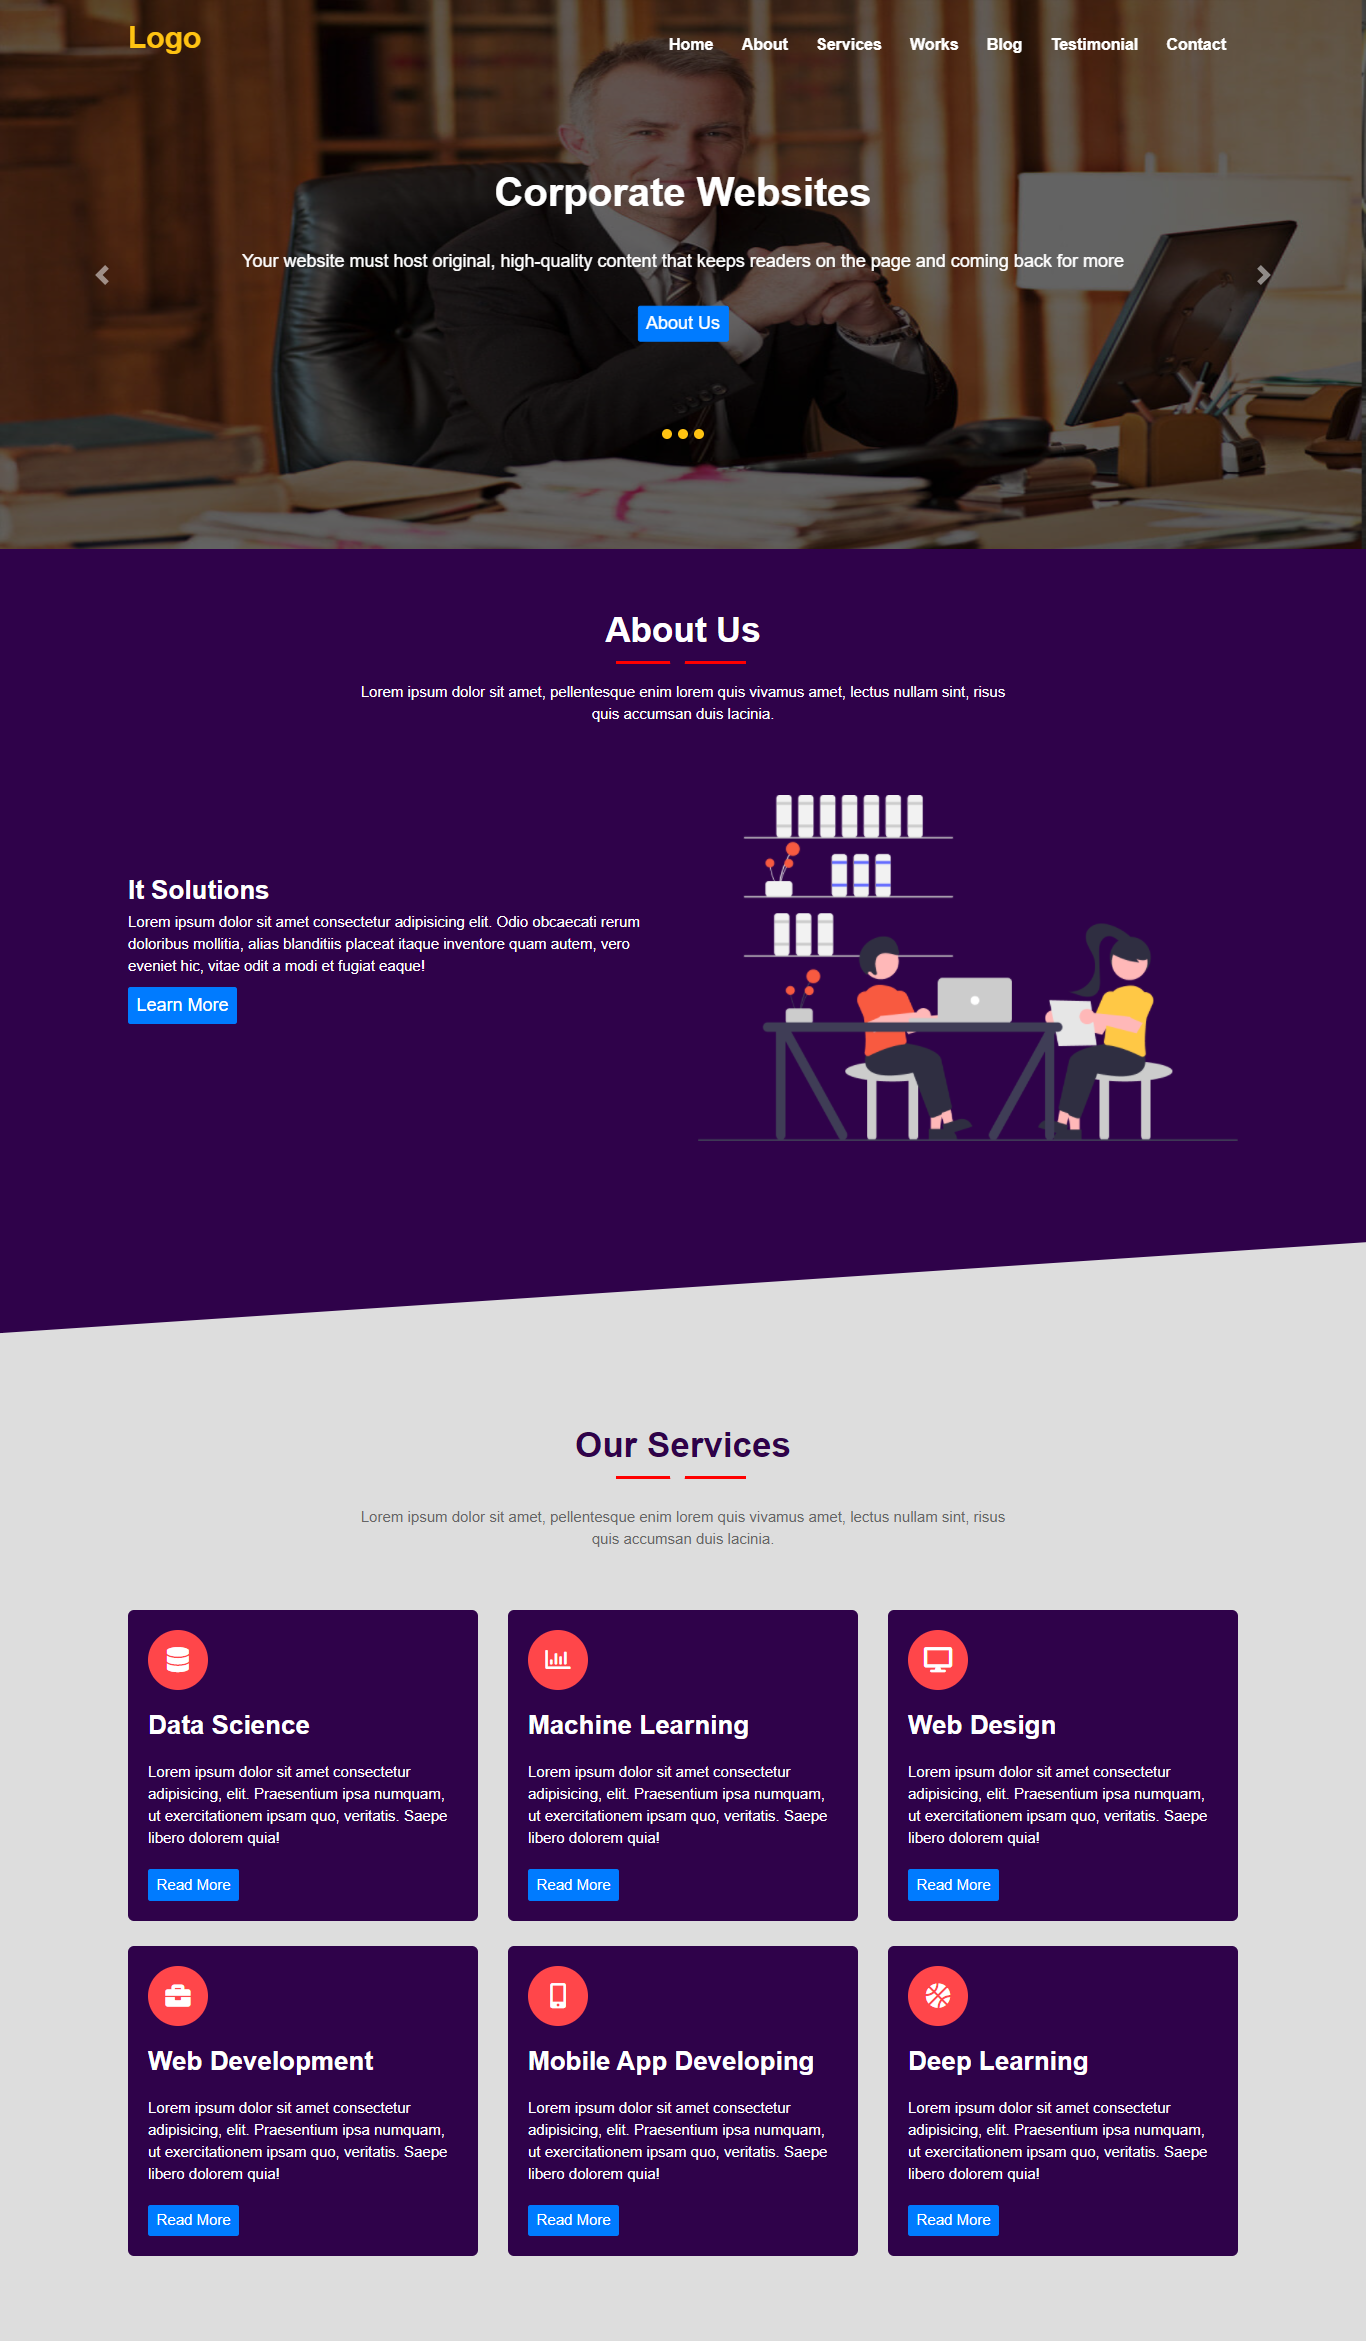 Logo
Home About Services Works Blog Testimonial Contact
Corporate Websites
Your website must host original, high-quality content that keeps readers on the page and coming back for more
About Us
About Us
Lorem ipsum dolor sit amet, pellentesque enim lorem quis vivamus amet, lectus nullam sint, risus
quis accumsan duis lacinia.
It Solutions
Lorem ipsum dolor sit amet consectetur adipisicing elit. Odio obcaecati rerum
doloribus mollitia, alias blanditiis placeat itaque inventore quam autem, vero
eveniet hic, vitae odit a modi et fugiat eaque!
Learn More
Our Services
Lorem ipsum dolor sit amet, pellentesque enim lorem quis vivamus amet, lectus nullam sint, risus
quis accumsan duis lacinia.
Data Science
Lorem ipsum dolor sit amet consectetur
adipisicing, elit. Praesentium ipsa numquam,
ut exercitationem ipsam quo, veritatis. Saepe
libero dolorem quia!
Read More
Machine Learning
Lorem ipsum dolor sit amet consectetur
adipisicing, elit. Praesentium ipsa numquam,
ut exercitationem ipsam quo, veritatis. Saepe
libero dolorem quia!
Read More
Web Design
Lorem ipsum dolor sit amet consectetur
adipisicing, elit. Praesentium ipsa numquam,
ut exercitationem ipsam quo, veritatis. Saepe
libero dolorem quia!
Read More
Web Development
Lorem ipsum dolor sit amet consectetur
adipisicing, elit. Praesentium ipsa numquam,
ut exercitationem ipsam quo, veritatis. Saepe
libero dolorem quia!
Read More
Mobile App Developing
Lorem ipsum dolor sit amet consectetur
adipisicing, elit. Praesentium ipsa numquam,
ut exercitationem ipsam quo, veritatis. Saepe
libero dolorem quia!
Read More
Deep Learning
Lorem ipsum dolor sit amet consectetur
adipisicing, elit. Praesentium ipsa numquam,
ut exercitationem ipsam quo, veritatis. Saepe
libero dolorem quia!
Read More